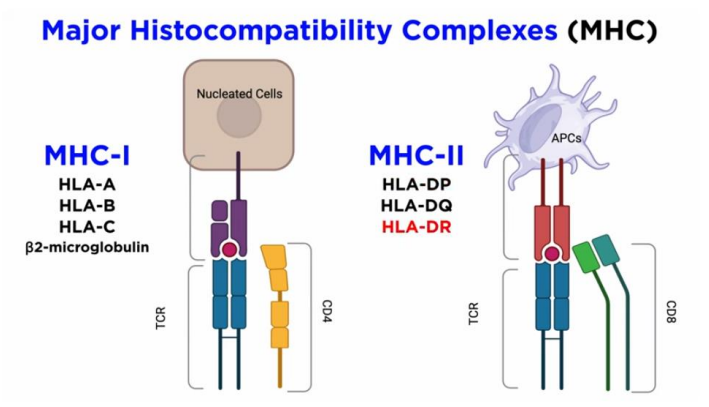 Major Histocompatibility Complexes (MHC)
Nucleated Cells
MHC-I
HLA-A
HLA-B
HLA-C
β2-microglobulin
TCR
CD4
APCs
MHC-II
HLA-DP
HLA-DQ
HLA-DR
TCR
CD8